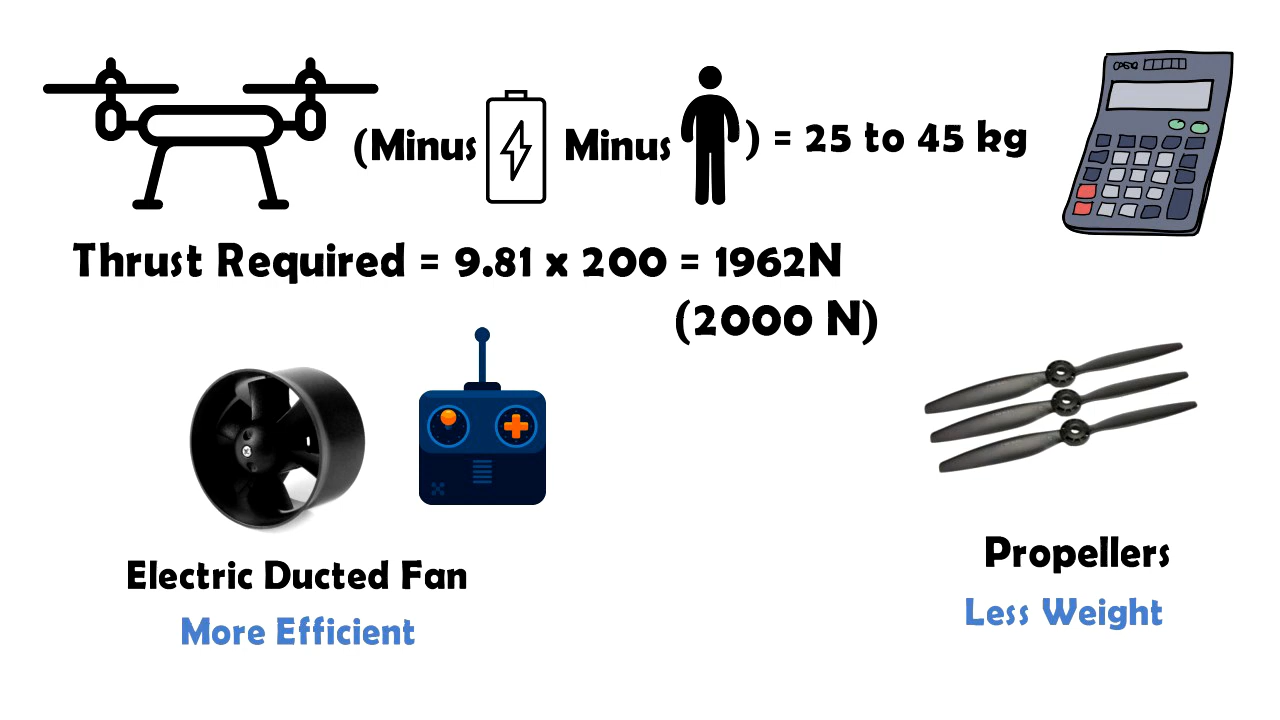 (Minus Minus ) = 25 to 45 kg
Thrust Required = 9.81 x 200 = 1962N
(2000 N)
Electric Ducted Fan
More Efficient
Propellers
Less Weight